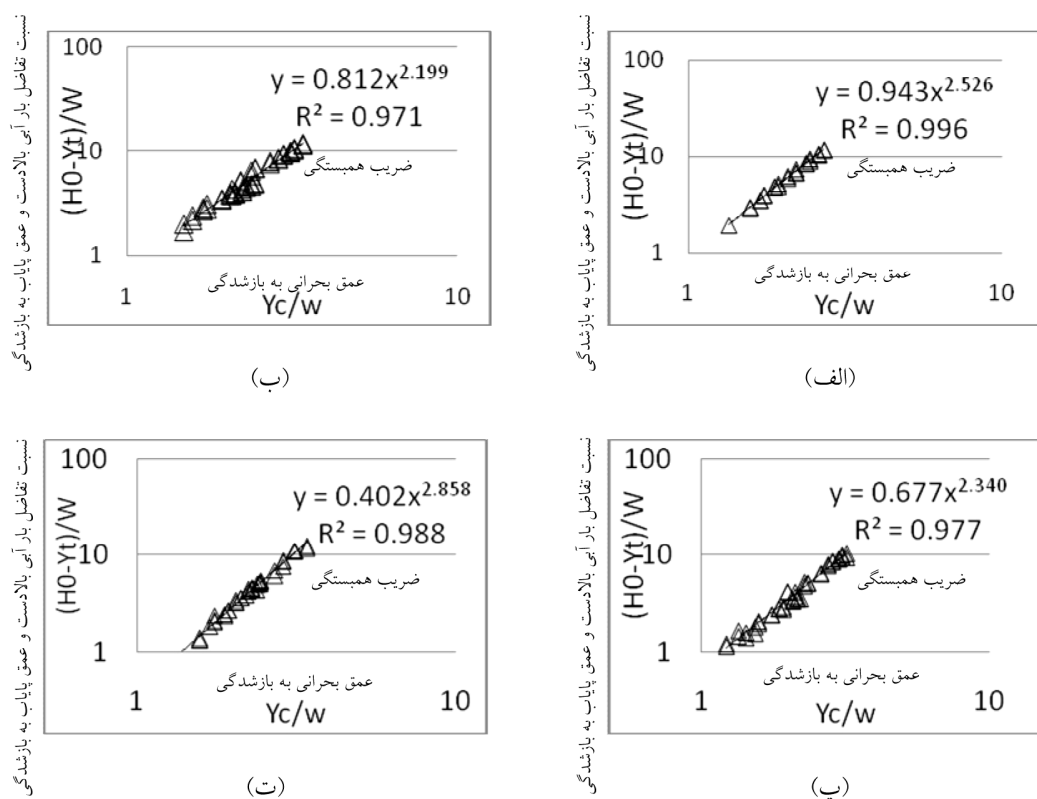 نسبت تفاضل بار آبی بالادست و عمق پایاب به بازشدگی
(H0-Yt)/W
100
10
1
y = 0.943x^2.526
R² = 0.996
ضریب همبستگی
عمق بحرانی به بازشدگی
1
10
Yc/w
(الف)
نسبت تفاضل بار آبی بالادست و عمق پایاب به بازشدگی
(H0-Yt)/W
100
10
1
y = 0.812x^2.199
R² = 0.971
ضریب همبستگی
عمق بحرانی به بازشدگی
1
10
Yc/w
(ب)
نسبت تفاضل بار آبی بالادست و عمق پایاب به بازشدگی
(H0-Yt)/W
100
10
1
y = 0.677x^2.340
R² = 0.977
ضریب همبستگی
عمق بحرانی به بازشدگی
1
10
Yc/w
(پ)
نسبت تفاضل بار آبی بالادست و عمق پایاب به بازشدگی
(H0-Yt)/W
100
10
1
y = 0.402x^2.858
R² = 0.988
ضریب همبستگی
عمق بحرانی به بازشدگی
1
10
Yc/w
(ت)